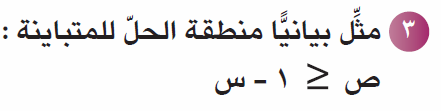 ٣ مثِّل بيانيًّا منطقة الحلّ للمتباينة :
ص ≤ ١ - س